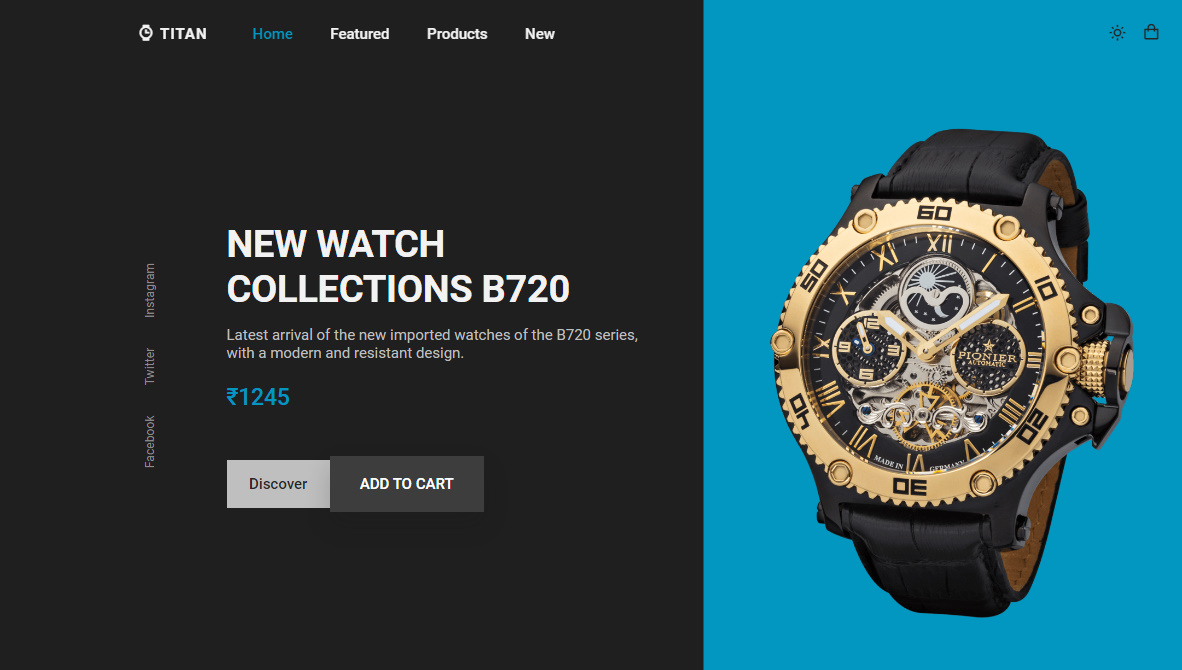 TITAN
Home
Featured
Products
New
NEW WATCH
COLLECTIONS B720
Latest arrival of the new imported watches of the B720 series,
with a modern and resistant design.
₹1245
Discover
ADD TO CART
Instagram
Twitter
Facebook
60
10
20
30
40
50
XII
PIONIER
AUTOMATIC
MADE IN
GERMANY